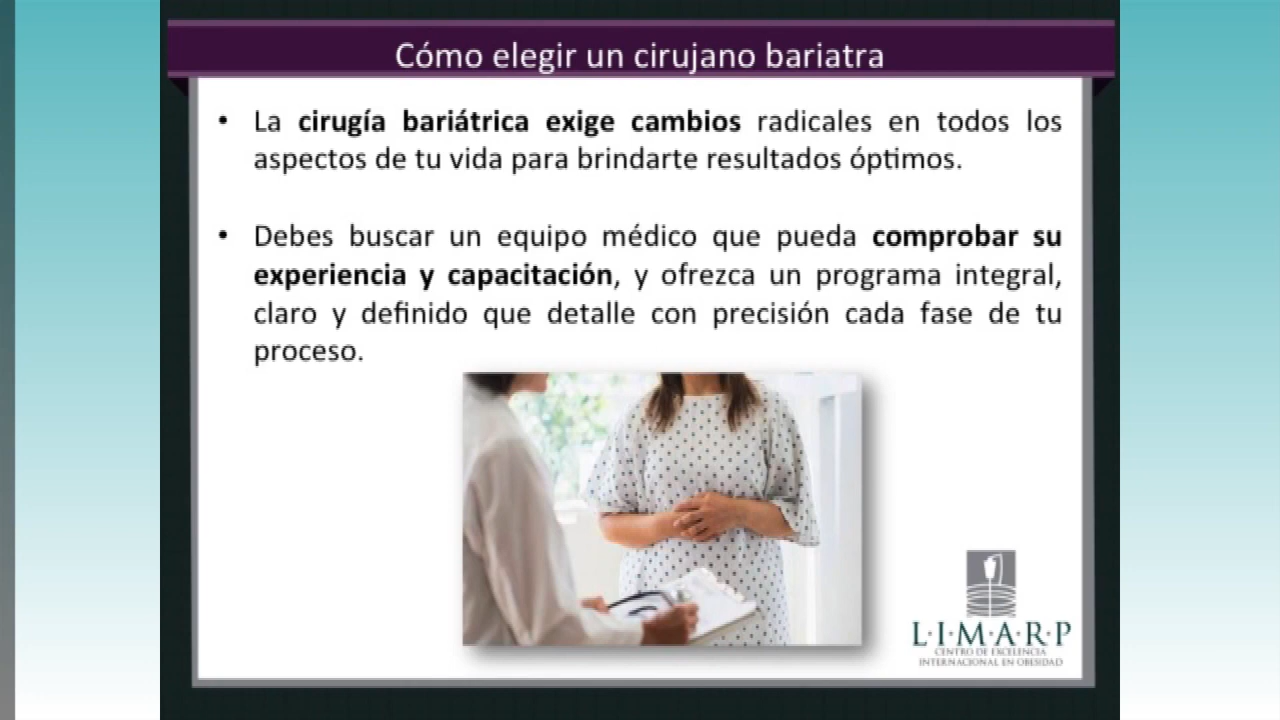 Cómo elegir un cirujano bariatra
• La cirugía bariátrica exige cambios radicales en todos los
aspectos de tu vida para brindarte resultados óptimos.
• Debes buscar un equipo médico que pueda comprobar su
experiencia y capacitación, y ofrezca un programa integral,
claro y definido que detalle con precisión cada fase de tu
proceso.
L·I·M·A·R·P
CENTRO DE EXCELENCIA
INTERNACIONAL EN OBESIDAD